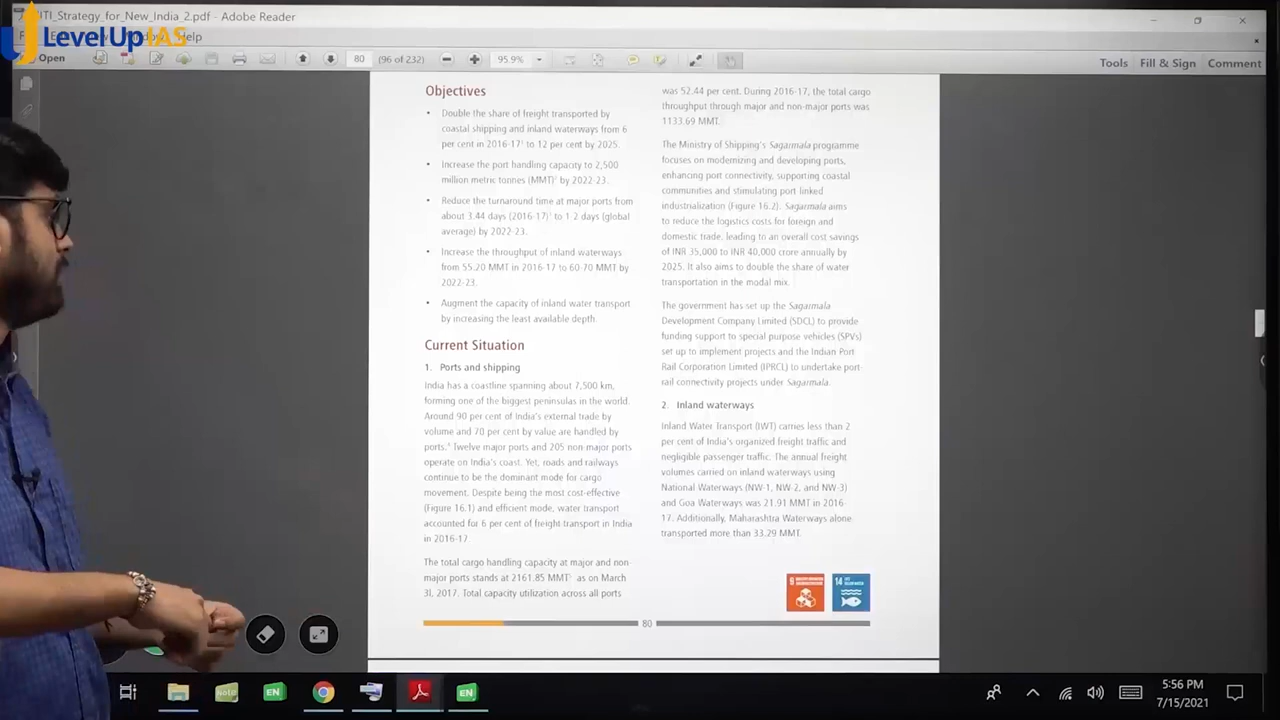 NITI_Strategy_for_New_India_2.pdf - Adobe Reader
LevelUp IAS
Help
Open
80
(96 of 232)
95.9%
Tools
Fill & Sign
Comment
Objectives
• Double the share of freight transported by
coastal shipping and inland waterways from 6
per cent in 2016-17¹ to 12 per cent by 2025.
• Increase the port handling capacity to 2,500
million metric tonnes (MMT)² by 2022-23.
• Reduce the turnaround time at major ports from
about 3.44 days (2016-17)³ to 1-2 days (global
average) by 2022-23.
• Increase the throughput of inland waterways
from 55.20 MMT in 2016-17 to 60-70 MMT by
2022-23.
• Augment the capacity of inland water transport
by increasing the least available depth.
Current Situation
1. Ports and shipping
India has a coastline spanning about 7,500 km,
forming one of the biggest peninsulas in the world.
Around 90 per cent of India's external trade by
volume and 70 per cent by value are handled by
ports.⁴ Twelve major ports and 205 non-major ports
operate on India's coast. Yet, roads and railways
continue to be the dominant mode for cargo
movement. Despite being the most cost-effective
(Figure 16.1) and efficient mode, water transport
accounted for 6 per cent of freight transport in India
in 2016-17.
The total cargo handling capacity at major and non-
major ports stands at 2161.85 MMT as on March
31, 2017. Total capacity utilization across all ports
was 52.44 per cent. During 2016-17, the total cargo
throughput through major and non-major ports was
1133.69 MMT.
The Ministry of Shipping's Sagarmala programme
focuses on modernizing and developing ports,
enhancing port connectivity, supporting coastal
communities and stimulating port linked
industrialization (Figure 16.2). Sagarmala aims
to reduce the logistics costs for foreign and
domestic trade, leading to an overall cost savings
of INR 35,000 to INR 40,000 crore annually by
2025. It also aims to double the share of water
transportation in the modal mix.
The government has set up the Sagarmala
Development Company Limited (SDCL) to provide
funding support to special purpose vehicles (SPVs)
set up to implement projects and the Indian Port
Rail Corporation Limited (IPRCL) to undertake port-
rail connectivity projects under Sagarmala.
2. Inland waterways
Inland Water Transport (IWT) carries less than 2
per cent of India's organized freight traffic and
negligible passenger traffic. The annual freight
volumes carried on inland waterways using
National Waterways (NW-1, NW-2, and NW-3)
and Goa Waterways was 21.91 MMT in 2016-
17. Additionally, Maharashtra Waterways alone
transported more than 33.29 MMT.
9
14
80
Note
EN
EN
5:56 PM
7/15/2021